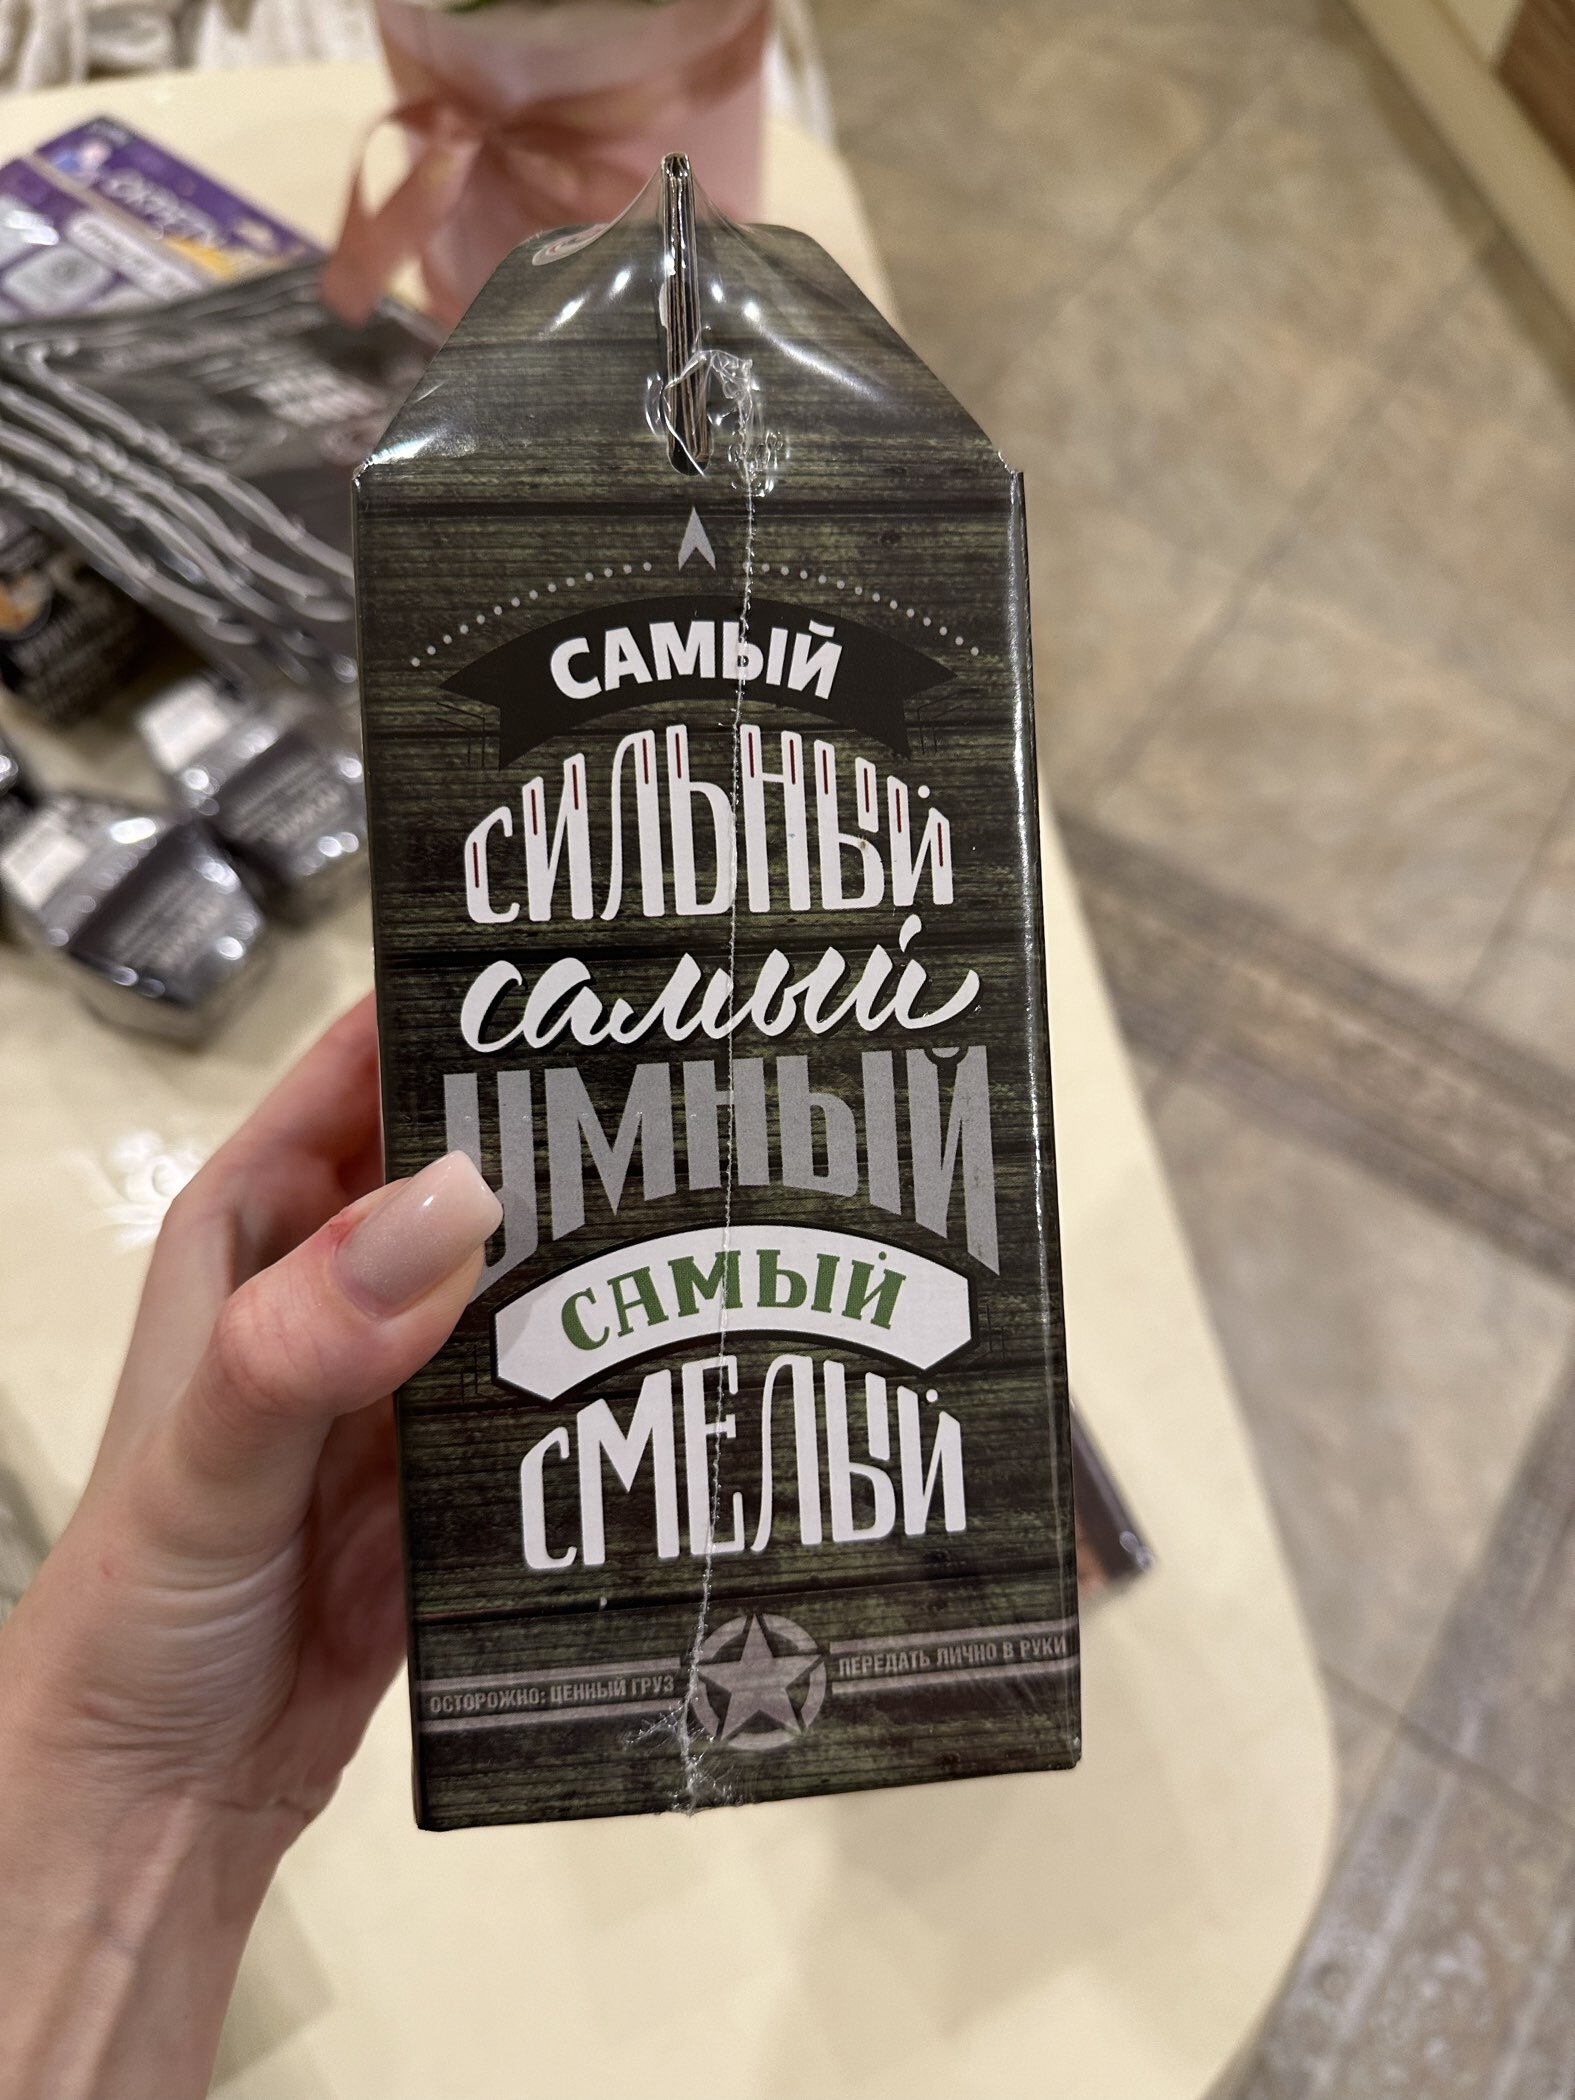 САМЫЙ
СИЛЬНЫЙ
самый
УМНЫЙ
САМЫЙ
СМЕЛЫЙ
ОСТОРОЖНО: ЦЕННЫЙ ГРУЗ
ПЕРЕДАТЬ ЛИЧНО В РУКИ